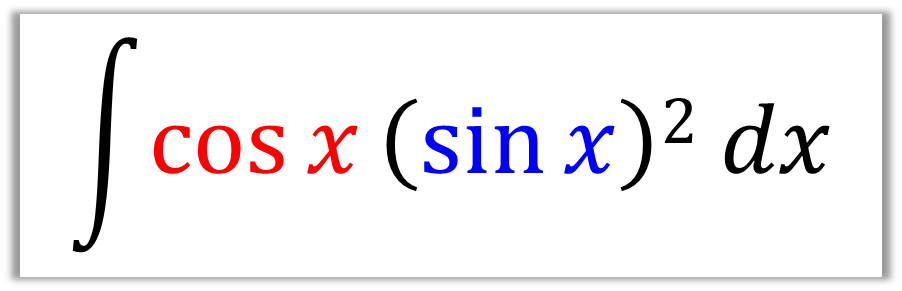 ∫ cos x (sin x)² dx